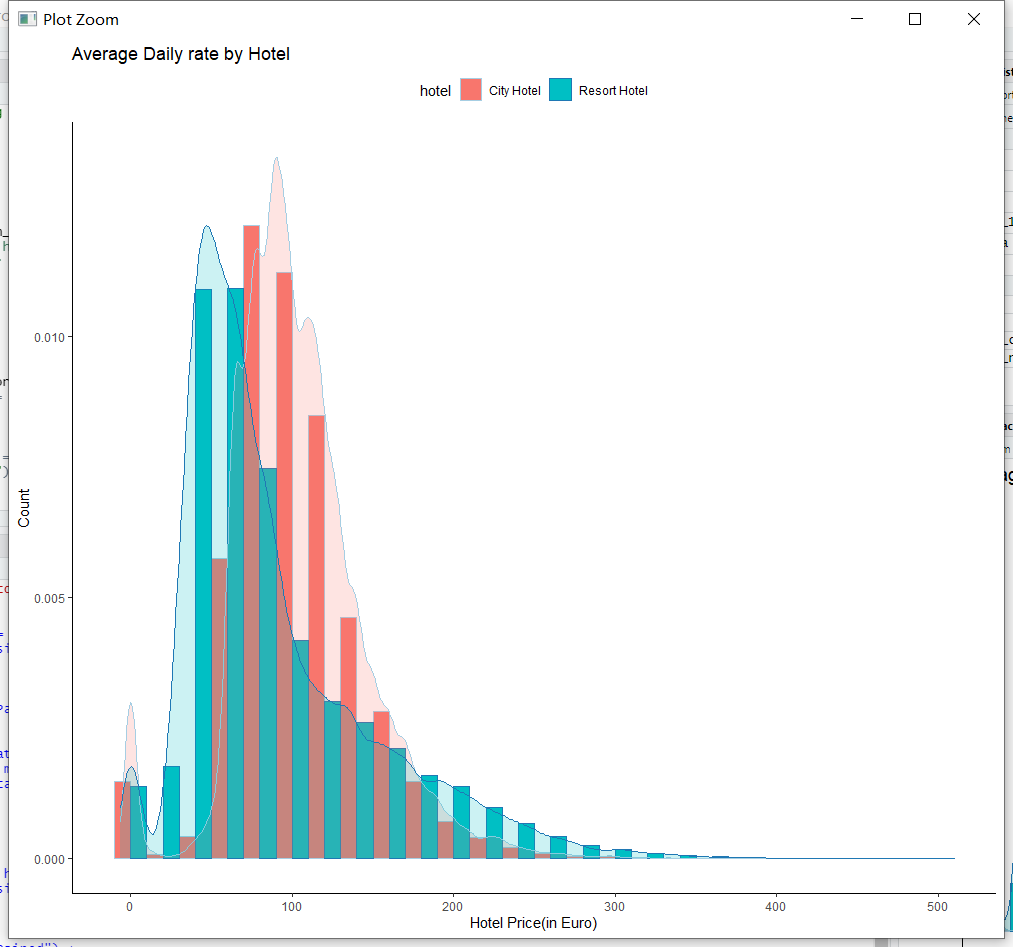 Plot Zoom
Average Daily rate by Hotel
hotel City Hotel Resort Hotel
Count
0.010
0.005
0.000
0 100 200 300 400 500
Hotel Price(in Euro)